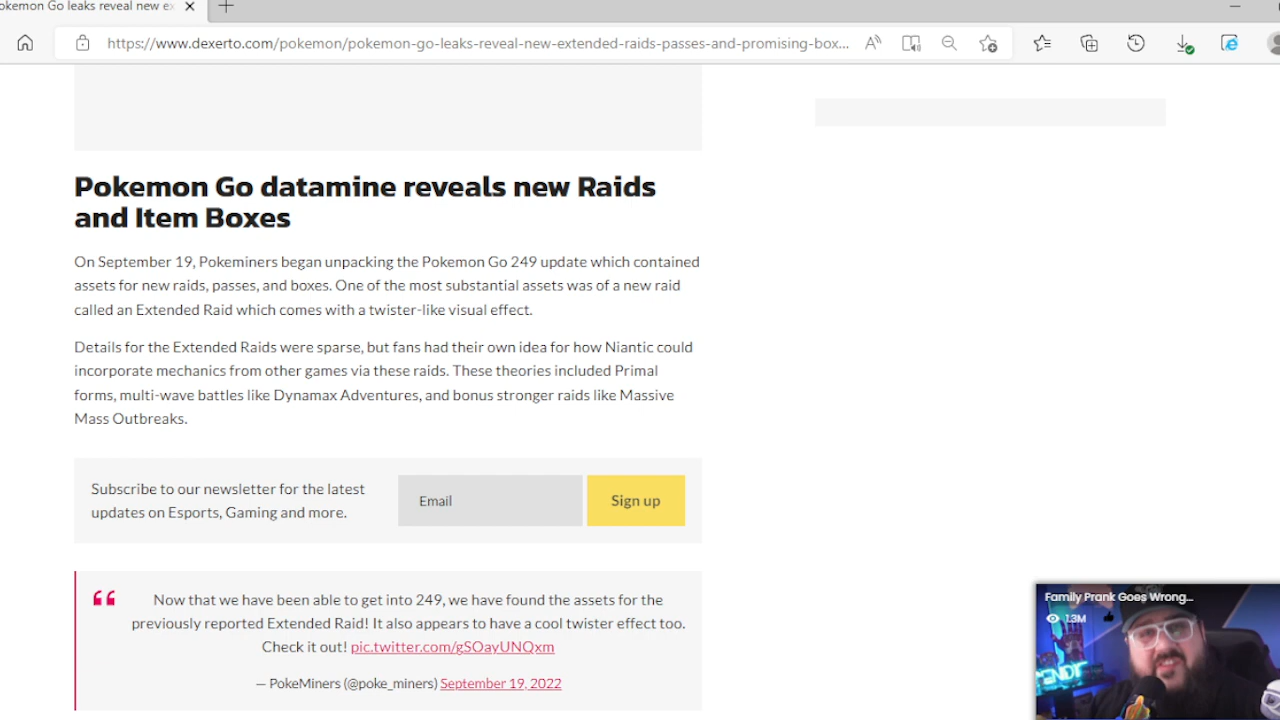 okemon Go leaks reveal new ex
https://www.dexerto.com/pokemon/pokemon-go-leaks-reveal-new-extended-raids-passes-and-promising-box...
Pokemon Go datamine reveals new Raids
and Item Boxes
On September 19, Pokeminers began unpacking the Pokemon Go 249 update which contained
assets for new raids, passes, and boxes. One of the most substantial assets was of a new raid
called an Extended Raid which comes with a twister-like visual effect.
Details for the Extended Raids were sparse, but fans had their own idea for how Niantic could
incorporate mechanics from other games via these raids. These theories included Primal
forms, multi-wave battles like Dynamax Adventures, and bonus stronger raids like Massive
Mass Outbreaks.
Subscribe to our newsletter for the latest
updates on Esports, Gaming and more.
Email
Sign up
Now that we have been able to get into 249, we have found the assets for the
previously reported Extended Raid! It also appears to have a cool twister effect too.
Check it out! pic.twitter.com/gSOayUNQxm
— PokeMiners (@poke_miners) September 19, 2022
Family Prank Goes Wrong...
1.3M